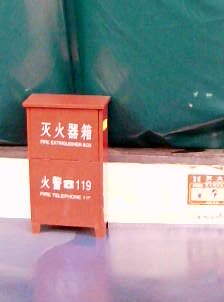 灭火器箱
FIRE EXTINGUISHER BOX
火警☎119
FIRE TELEPHONE 119